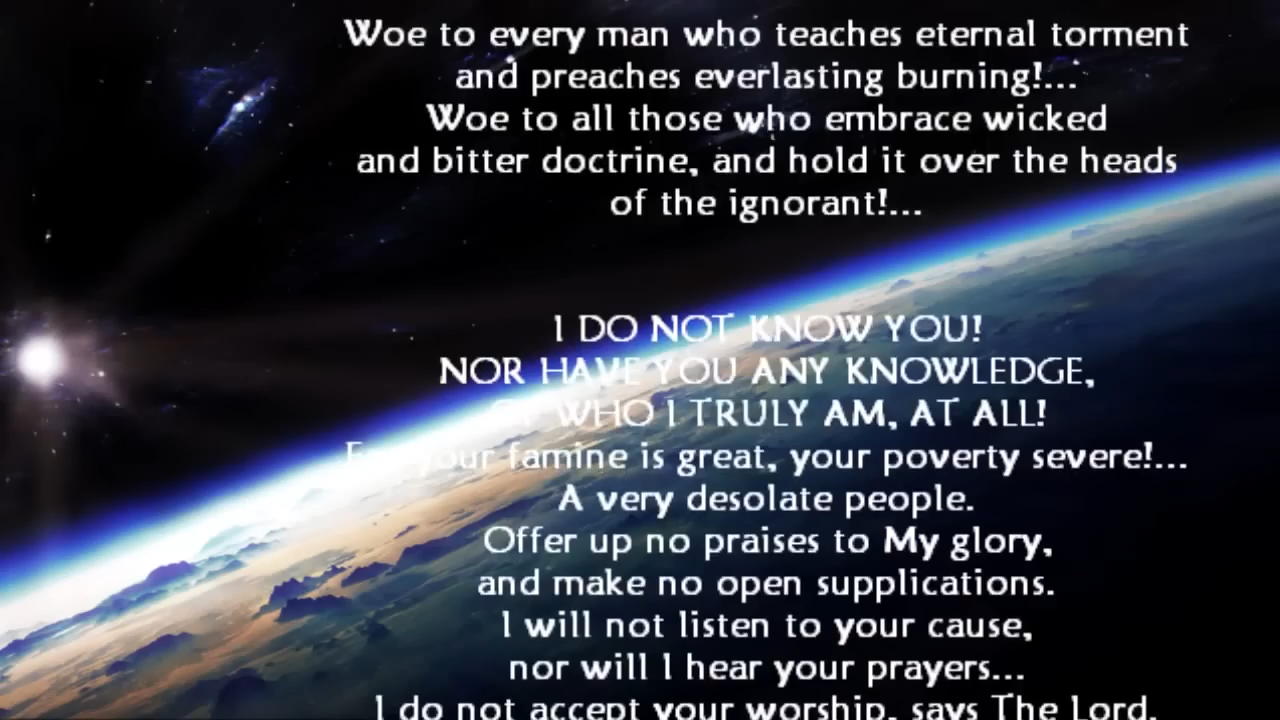 Woe to every man who teaches eternal torment
and preaches everlasting burning!...
Woe to all those who embrace wicked
and bitter doctrine, and hold it over the heads
of the ignorant!...
I DO NOT KNOW YOU!
NOR HAVE YOU ANY KNOWLEDGE,
OF WHO I TRULY AM, AT ALL!
For your famine is great, your poverty severe!...
A very desolate people.
Offer up no praises to My glory,
and make no open supplications.
I will not listen to your cause,
nor will I hear your prayers...
I do not accept your worship, says The Lord.